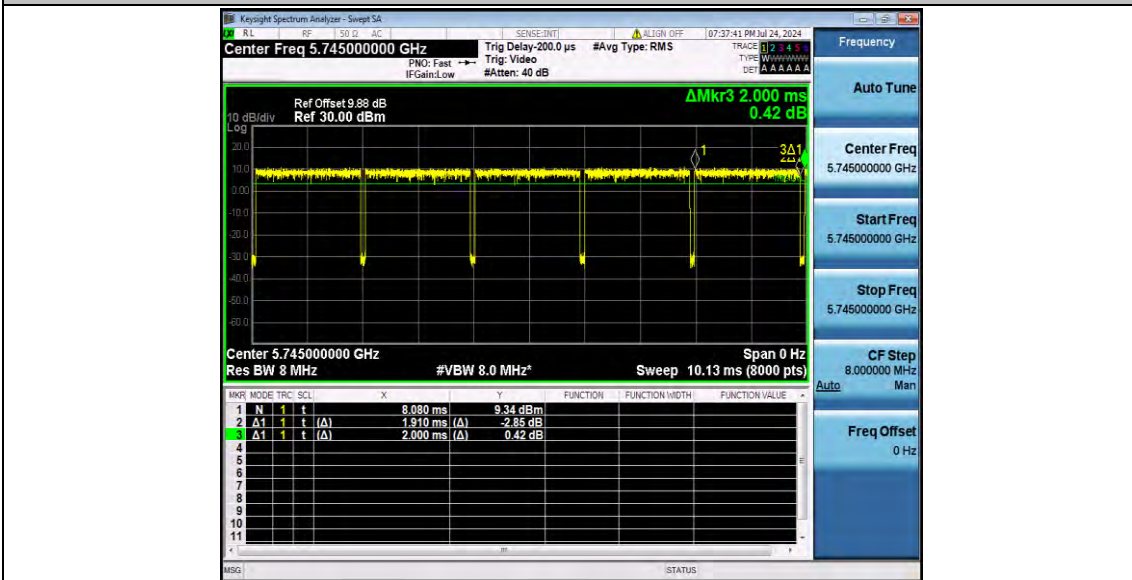 Keysight Spectrum Analyzer - Swept SA
RL RF 50 Ω AC SENSE:INT ALIGN OFF 07:37:41 PM Jul 24, 2024
Center Freq 5.745000000 GHz Trig Delay-200.0 µs #Avg Type: RMS TRACE 1 2 3 4 5 6
PNO: Fast Trig: Video TYPE
IFGain:Low #Atten: 40 dB DET A A A A A A
Frequency
Auto Tune
Center Freq
5.745000000 GHz
Start Freq
5.745000000 GHz
Stop Freq
5.745000000 GHz
CF Step
8.000000 MHz
Auto Man
Freq Offset
0 Hz
ΔMkr3 2.000 ms
0.42 dB
Ref Offset 9.88 dB
10 dB/div Ref 30.00 dBm
Log
20.0
10.0
0.00
-10.0
-20.0
-30.0
-40.0
-50.0
-60.0
1
3Δ1
Center 5.745000000 GHz Span 0 Hz
Res BW 8 MHz #VBW 8.0 MHz* Sweep 10.13 ms (8000 pts)
MKR MODE TRC SCL X Y FUNCTION FUNCTION WIDTH FUNCTION VALUE
1 N 1 t 8.080 ms 9.34 dBm
2 Δ1 1 t (Δ) 1.910 ms (Δ) -2.85 dB
3 Δ1 1 t (Δ) 2.000 ms (Δ) 0.42 dB
4
5
6
7
8
9
10
11
MSG STATUS